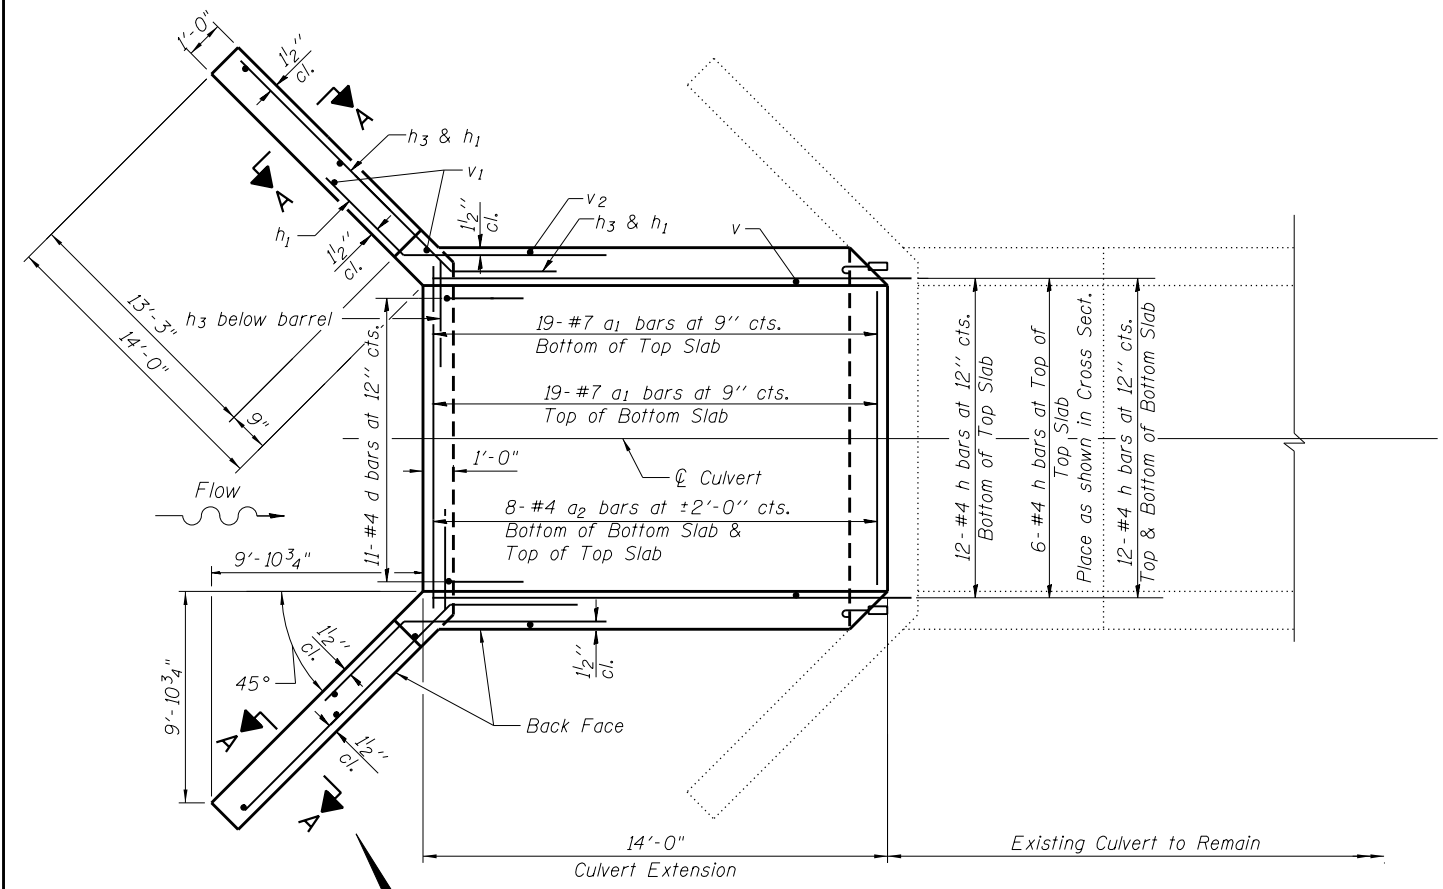 1'-0"
1½'' cl.
A
A
h3 & h1
v1
h1
1½'' cl.
1½'' cl.
v2
h3 & h1
v
13'-3"
14'-0"
9"
h3 below barrel
11-#4 d bars at 12'' cts.
19-#7 a1 bars at 9'' cts.
Bottom of Top Slab
19-#7 a1 bars at 9'' cts.
Top of Bottom Slab
1'-0"
℄ Culvert
8-#4 a2 bars at ±2'-0'' cts.
Bottom of Bottom Slab &
Top of Top Slab
12-#4 h bars at 12'' cts.
Bottom of Top Slab
6-#4 h bars at Top of
Top Slab
Place as shown in Cross Sect.
12-#4 h bars at 12'' cts.
Top & Bottom of Bottom Slab
Flow
9'-10¾"
9'-10¾"
45°
1½'' cl.
1½'' cl.
1½'' cl.
A
A
Back Face
14'-0"
Culvert Extension
Existing Culvert to Remain